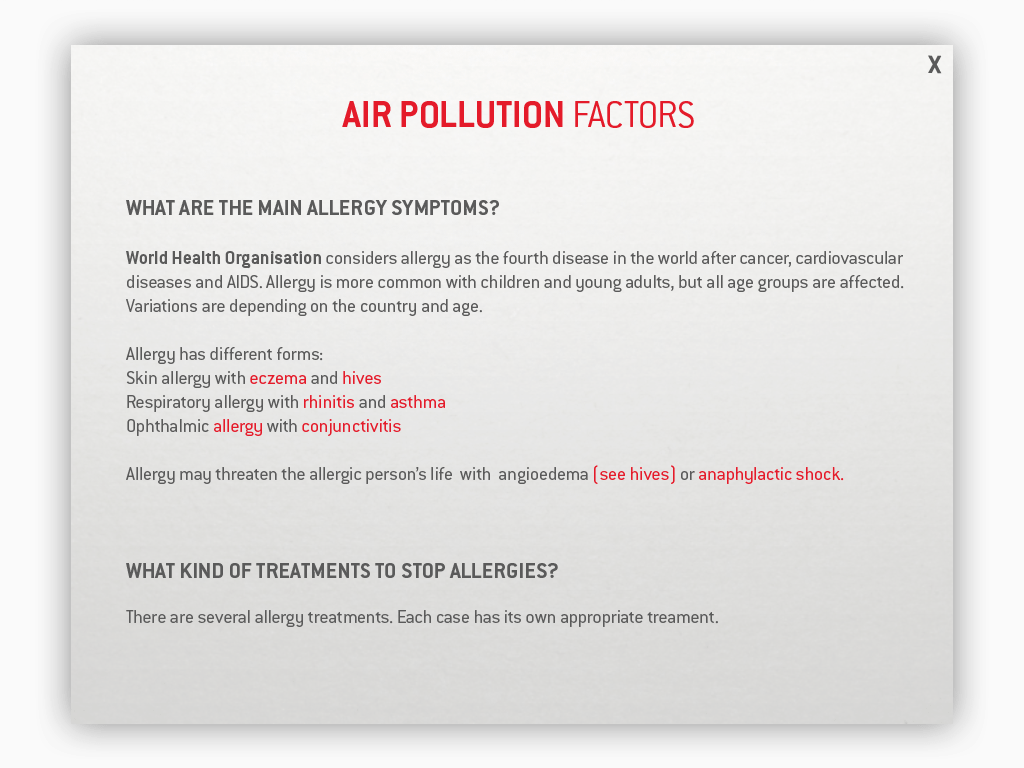 X
AIR POLLUTION FACTORS
WHAT ARE THE MAIN ALLERGY SYMPTOMS?
World Health Organisation considers allergy as the fourth disease in the world after cancer, cardiovascular
diseases and AIDS. Allergy is more common with children and young adults, but all age groups are affected.
Variations are depending on the country and age.
Allergy has different forms:
Skin allergy with eczema and hives
Respiratory allergy with rhinitis and asthma
Ophthalmic allergy with conjunctivitis
Allergy may threaten the allergic person's life with angioedema (see hives) or anaphylactic shock.
WHAT KIND OF TREATMENTS TO STOP ALLERGIES?
There are several allergy treatments. Each case has its own appropriate treament.